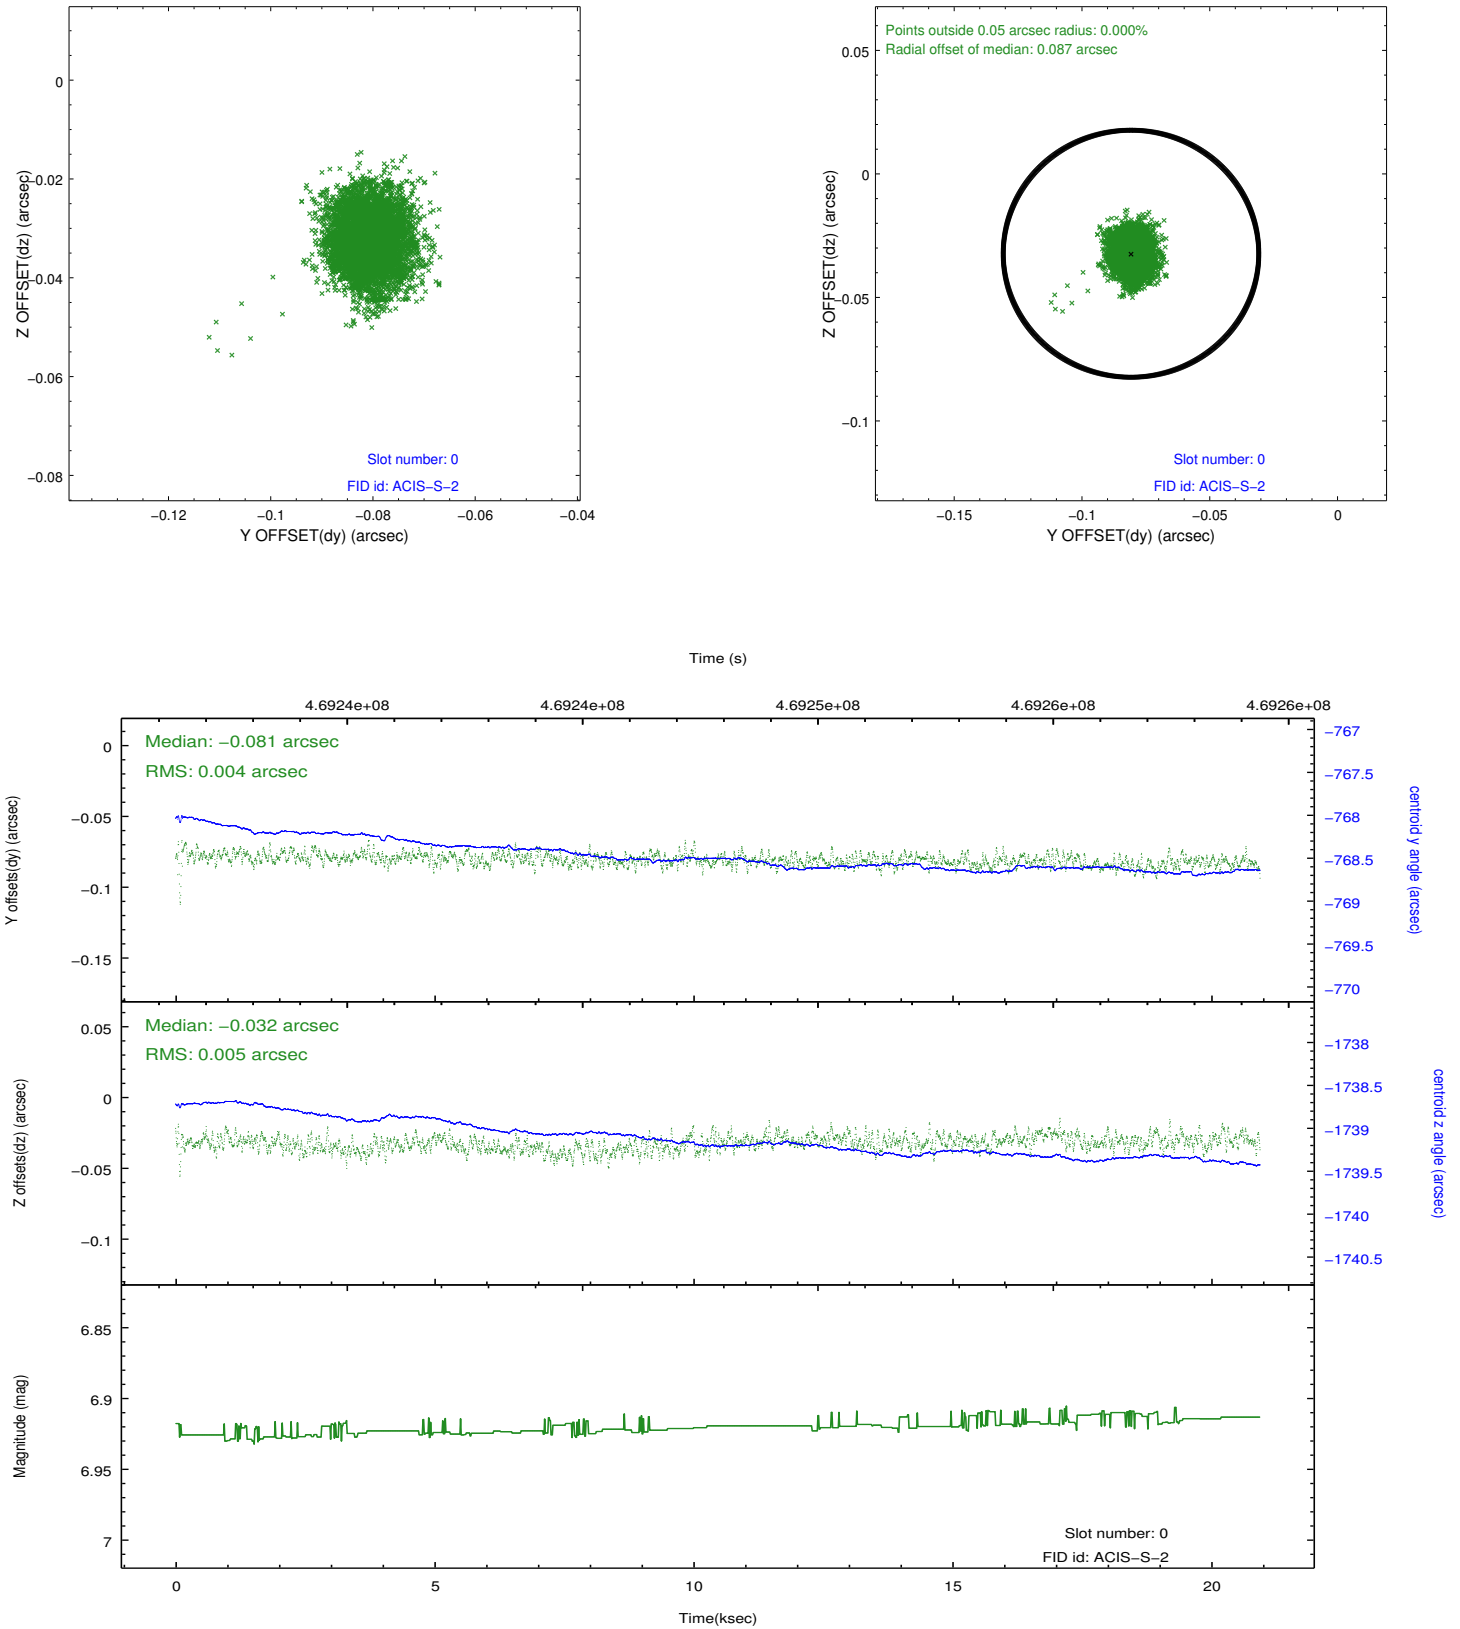 0
−0.02
−0.04
−0.06
−0.08
Z OFFSET(dz) (arcsec)
−0.12
−0.1
−0.08
−0.06
−0.04
Y OFFSET(dy) (arcsec)
Slot number: 0
FID id: ACIS−S−2
Points outside 0.05 arcsec radius: 0.000%
Radial offset of median: 0.087 arcsec
0.05
0
−0.05
−0.1
Z OFFSET(dz) (arcsec)
−0.15
−0.1
−0.05
0
Y OFFSET(dy) (arcsec)
Slot number: 0
FID id: ACIS−S−2
Time (s)
4.6924e+08
4.6924e+08
4.6925e+08
4.6926e+08
4.6926e+08
Median: −0.081 arcsec
RMS: 0.004 arcsec
0
−0.05
−0.1
−0.15
Y offsets(dy) (arcsec)
−767
−767.5
−768
−768.5
−769
−769.5
−770
centroid y angle (arcsec)
Median: −0.032 arcsec
RMS: 0.005 arcsec
0.05
0
−0.05
−0.1
Z offsets(dz) (arcsec)
−1738
−1738.5
−1739
−1739.5
−1740
−1740.5
centroid z angle (arcsec)
6.85
6.9
6.95
7
Magnitude (mag)
Slot number: 0
FID id: ACIS−S−2
0
5
10
15
20
Time(ksec)